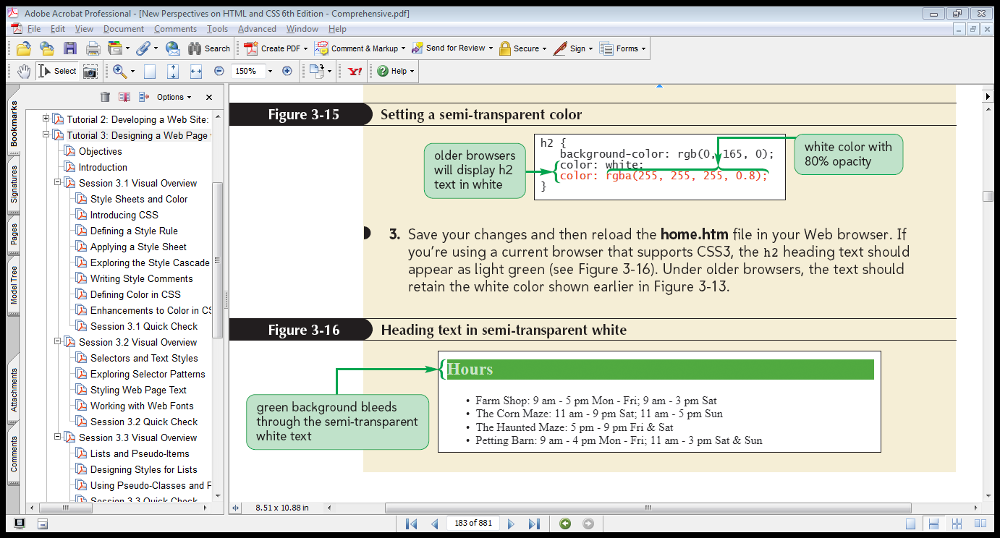 Adobe Acrobat Professional - [New Perspectives on HTML and CSS 6th Edition - Comprehensive.pdf]
File Edit View Document Comments Tools Advanced Window Help
Search Create PDF Comment & Markup Send for Review Secure Sign Forms
Select 150% Y! Help
Bookmarks
Signatures
Pages
Model Tree
Attachments
Comments
Options
Tutorial 2: Developing a Web Site:
Tutorial 3: Designing a Web Page
Objectives
Introduction
Session 3.1 Visual Overview
Style Sheets and Color
Introducing CSS
Defining a Style Rule
Applying a Style Sheet
Exploring the Style Cascade
Writing Style Comments
Defining Color in CSS
Enhancements to Color in CS
Session 3.1 Quick Check
Session 3.2 Visual Overview
Selectors and Text Styles
Exploring Selector Patterns
Styling Web Page Text
Working with Web Fonts
Session 3.2 Quick Check
Session 3.3 Visual Overview
Lists and Pseudo-Items
Designing Styles for Lists
Using Pseudo-Classes and P
Session 3.3 Quick Check
Figure 3-15 Setting a semi-transparent color
older browsers
will display h2
text in white
h2 {
background-color: rgb(0, 165, 0);
color: white;
color: rgba(255, 255, 255, 0.8);
}
white color with
80% opacity
3. Save your changes and then reload the home.htm file in your Web browser. If
you're using a current browser that supports CSS3, the h2 heading text should
appear as light green (see Figure 3-16). Under older browsers, the text should
retain the white color shown earlier in Figure 3-13.
Figure 3-16 Heading text in semi-transparent white
green background bleeds
through the semi-transparent
white text
Hours
• Farm Shop: 9 am - 5 pm Mon - Fri; 9 am - 3 pm Sat
• The Corn Maze: 11 am - 9 pm Sat; 11 am - 5 pm Sun
• The Haunted Maze: 5 pm - 9 pm Fri & Sat
• Petting Barn: 9 am - 4 pm Mon - Fri; 11 am - 3 pm Sat & Sun
8.51 x 10.88 in
183 of 881